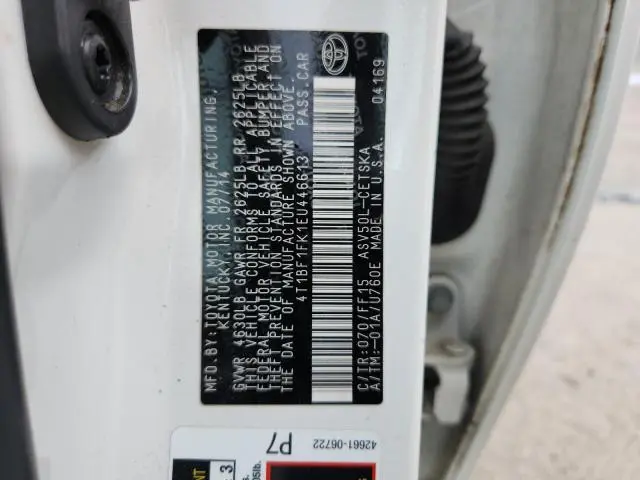 MFD.BY:TOYOTA MOTOR MANUFACTURING,
KENTUCKY,INC.07/14
GVWR 4630LB GAWR FR 2625LB RR 2625LB
THIS VEHICLE CONFORMS TO ALL APPLICABLE
FEDERAL MOTOR VEHICLE SAFETY BUMPER,AND
THEFT PREVENTION STANDARDS IN EFFECT ON
THE DATE OF MANUFACTURE SHOWN ABOVE.
4T1BF1FK1EU446613 PASS.CAR
C/TR:070/FF15 ASV50L-CETSKA
A/TM:-01A/U760E MADE IN U.S.A. 04169
P7
42661-06722
3